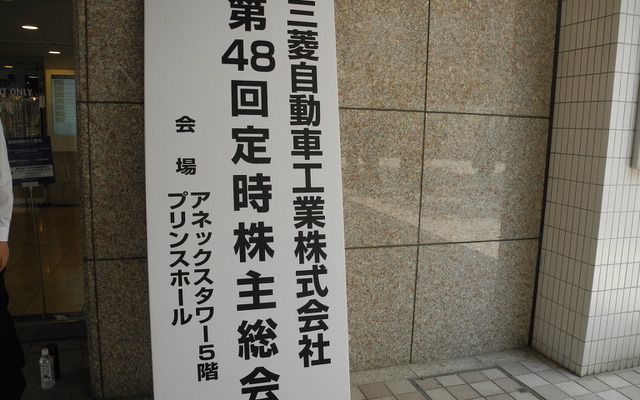 三菱自動車工業株式会社
第48回定時株主総会
会場
アネックスタワー5階
プリンスホール